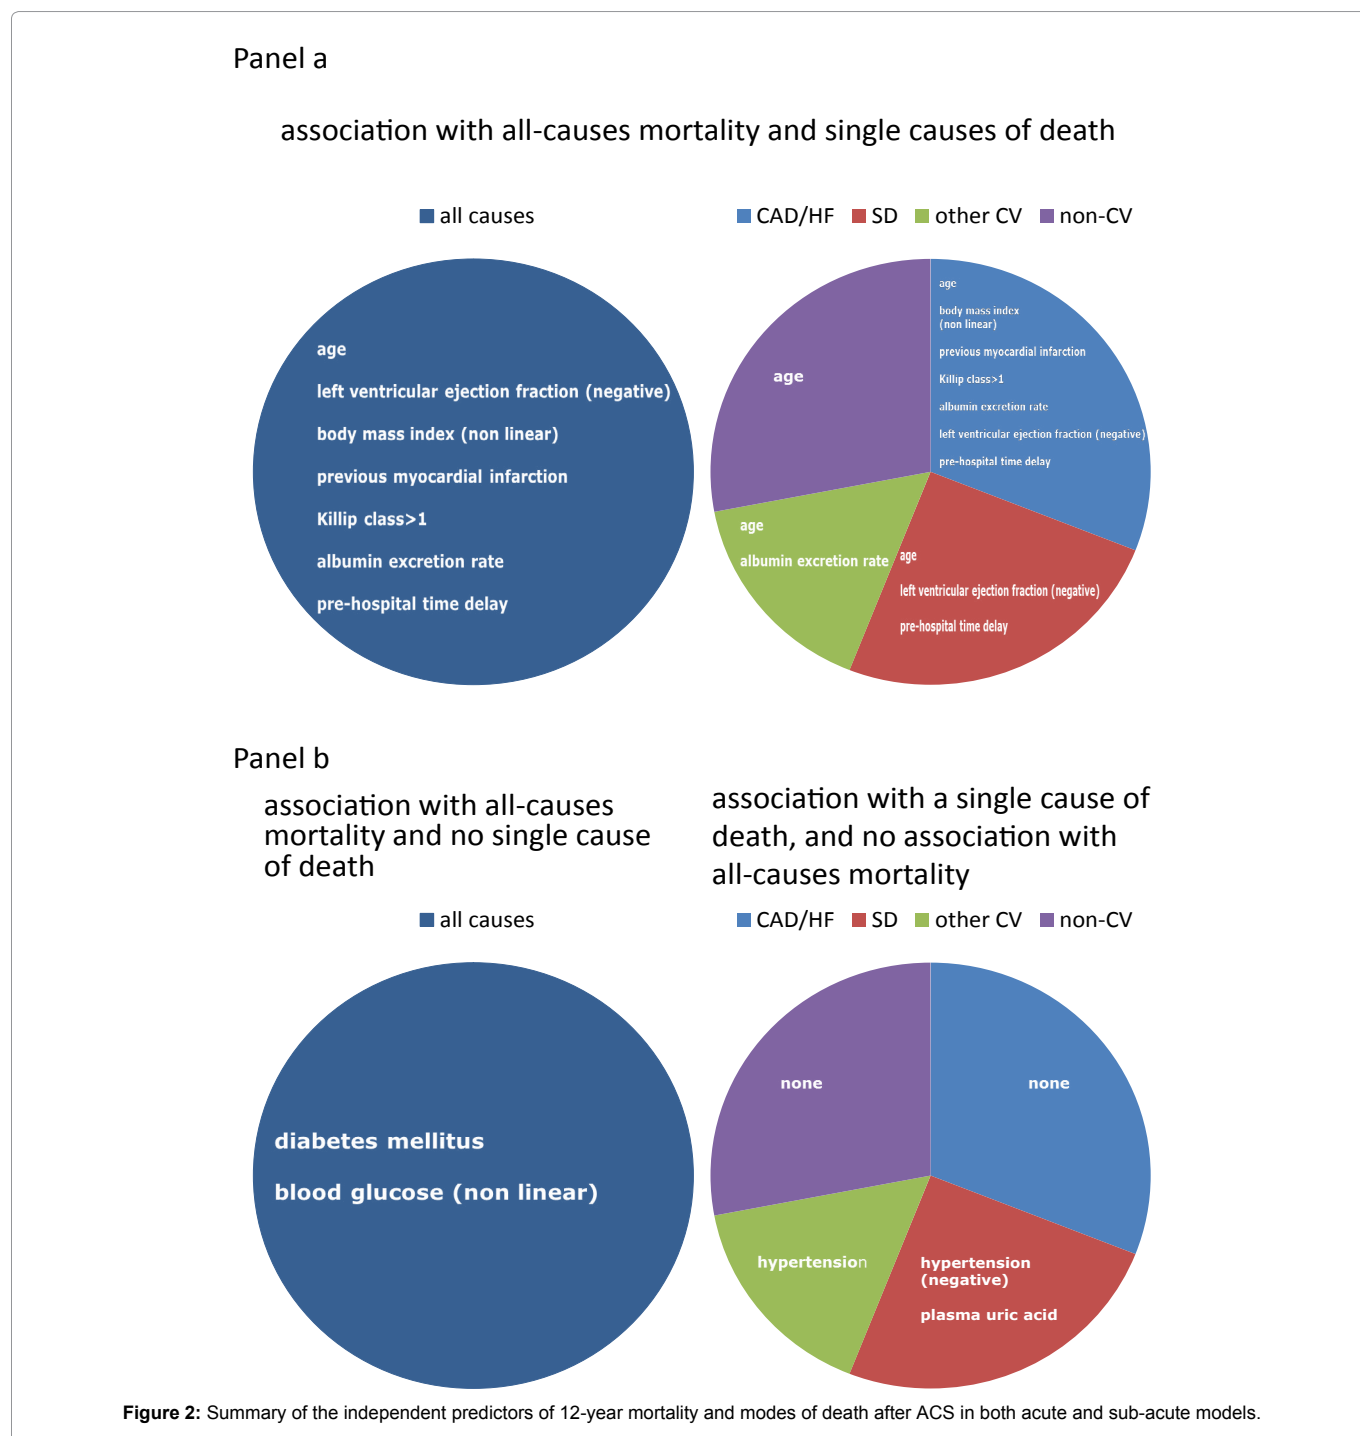 Panel a
association with all-causes mortality and single causes of death
all causes
CAD/HF SD other CV non-CV
age
left ventricular ejection fraction (negative)
body mass index (non linear)
previous myocardial infarction
Killip class>1
albumin excretion rate
pre-hospital time delay
age
age
body mass index
(non linear)
previous myocardial infarction
Killip class>1
albumin excretion rate
left ventricular ejection fraction (negative)
pre-hospital time delay
age
albumin excretion rate
age
left ventricular ejection fraction (negative)
pre-hospital time delay
Panel b
association with all-causes
mortality and no single cause
of death
association with a single cause of
death, and no association with
all-causes mortality
all causes
CAD/HF SD other CV non-CV
diabetes mellitus
blood glucose (non linear)
none
none
hypertension
hypertension
(negative)
plasma uric acid
Figure 2: Summary of the independent predictors of 12-year mortality and modes of death after ACS in both acute and sub-acute models.